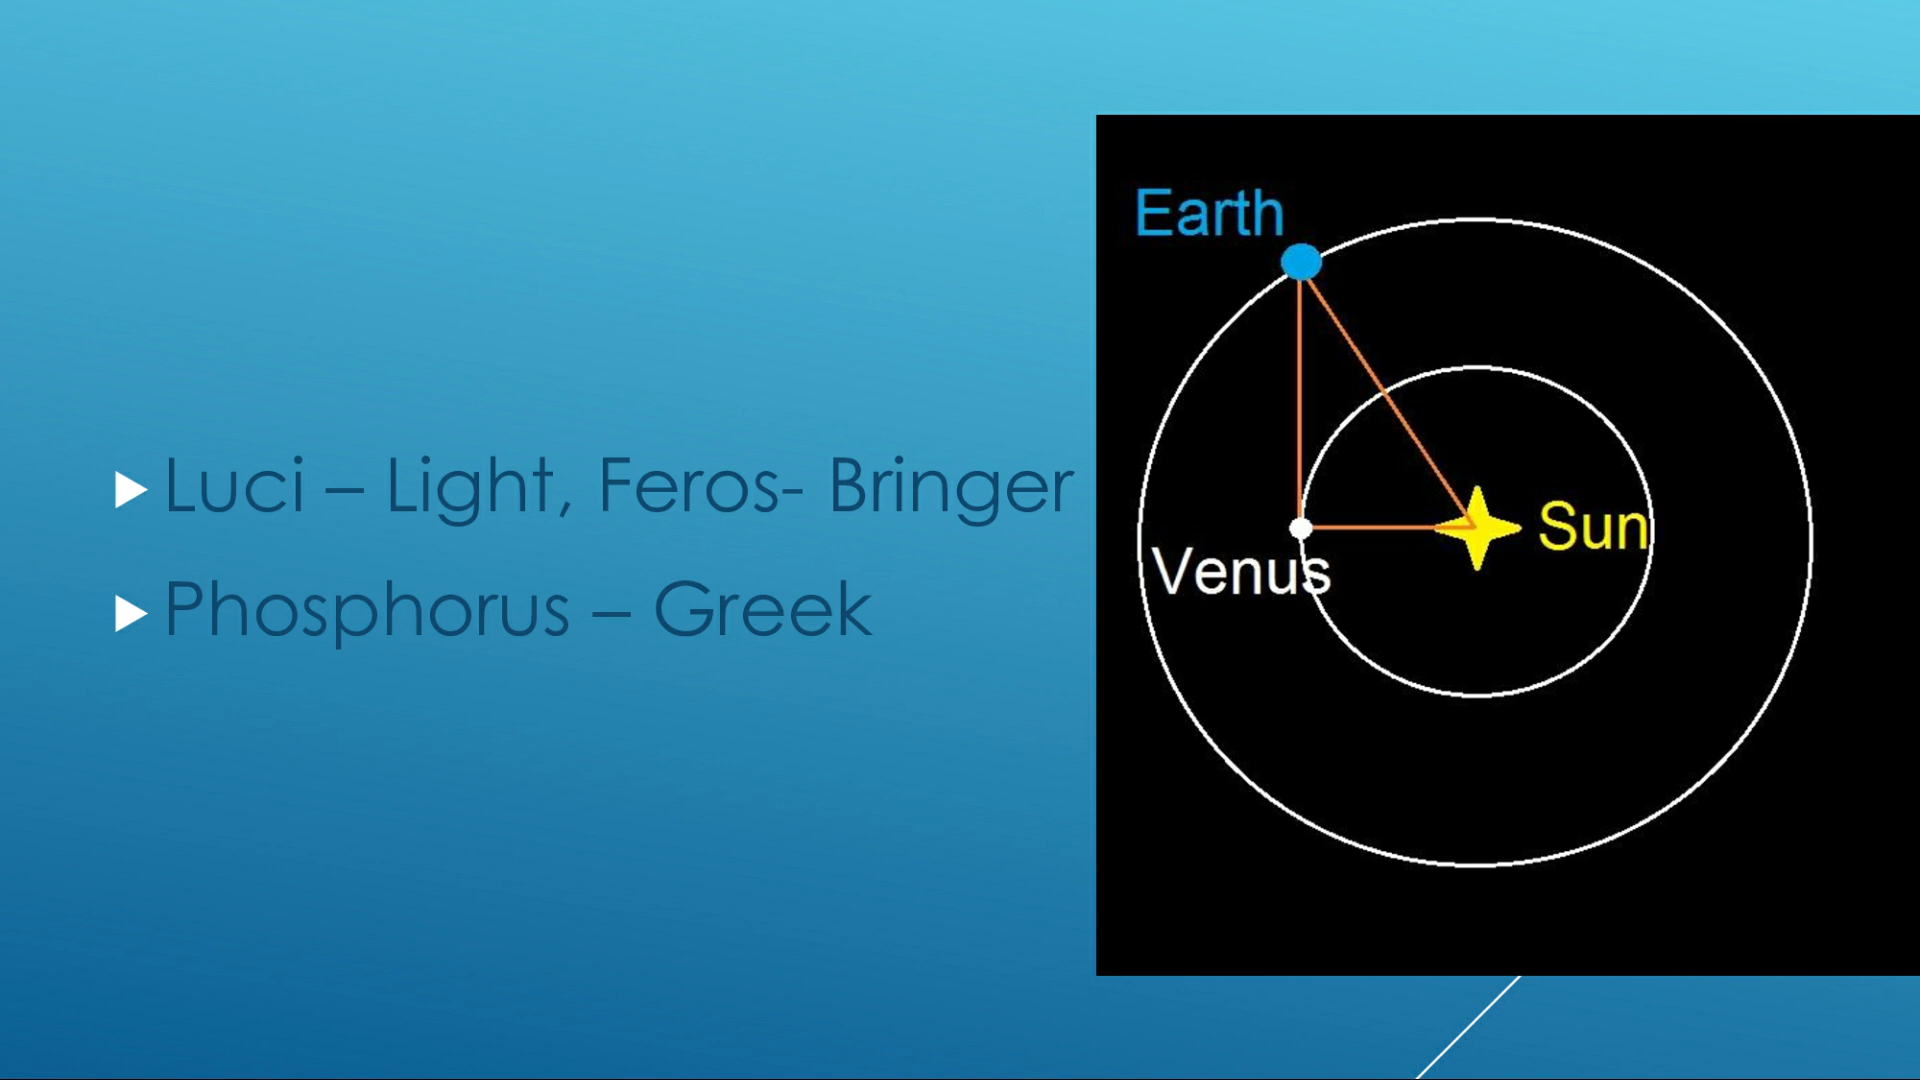 Luci – Light, Feros- Bringer
Phosphorus – Greek
Earth
Venus
Sun